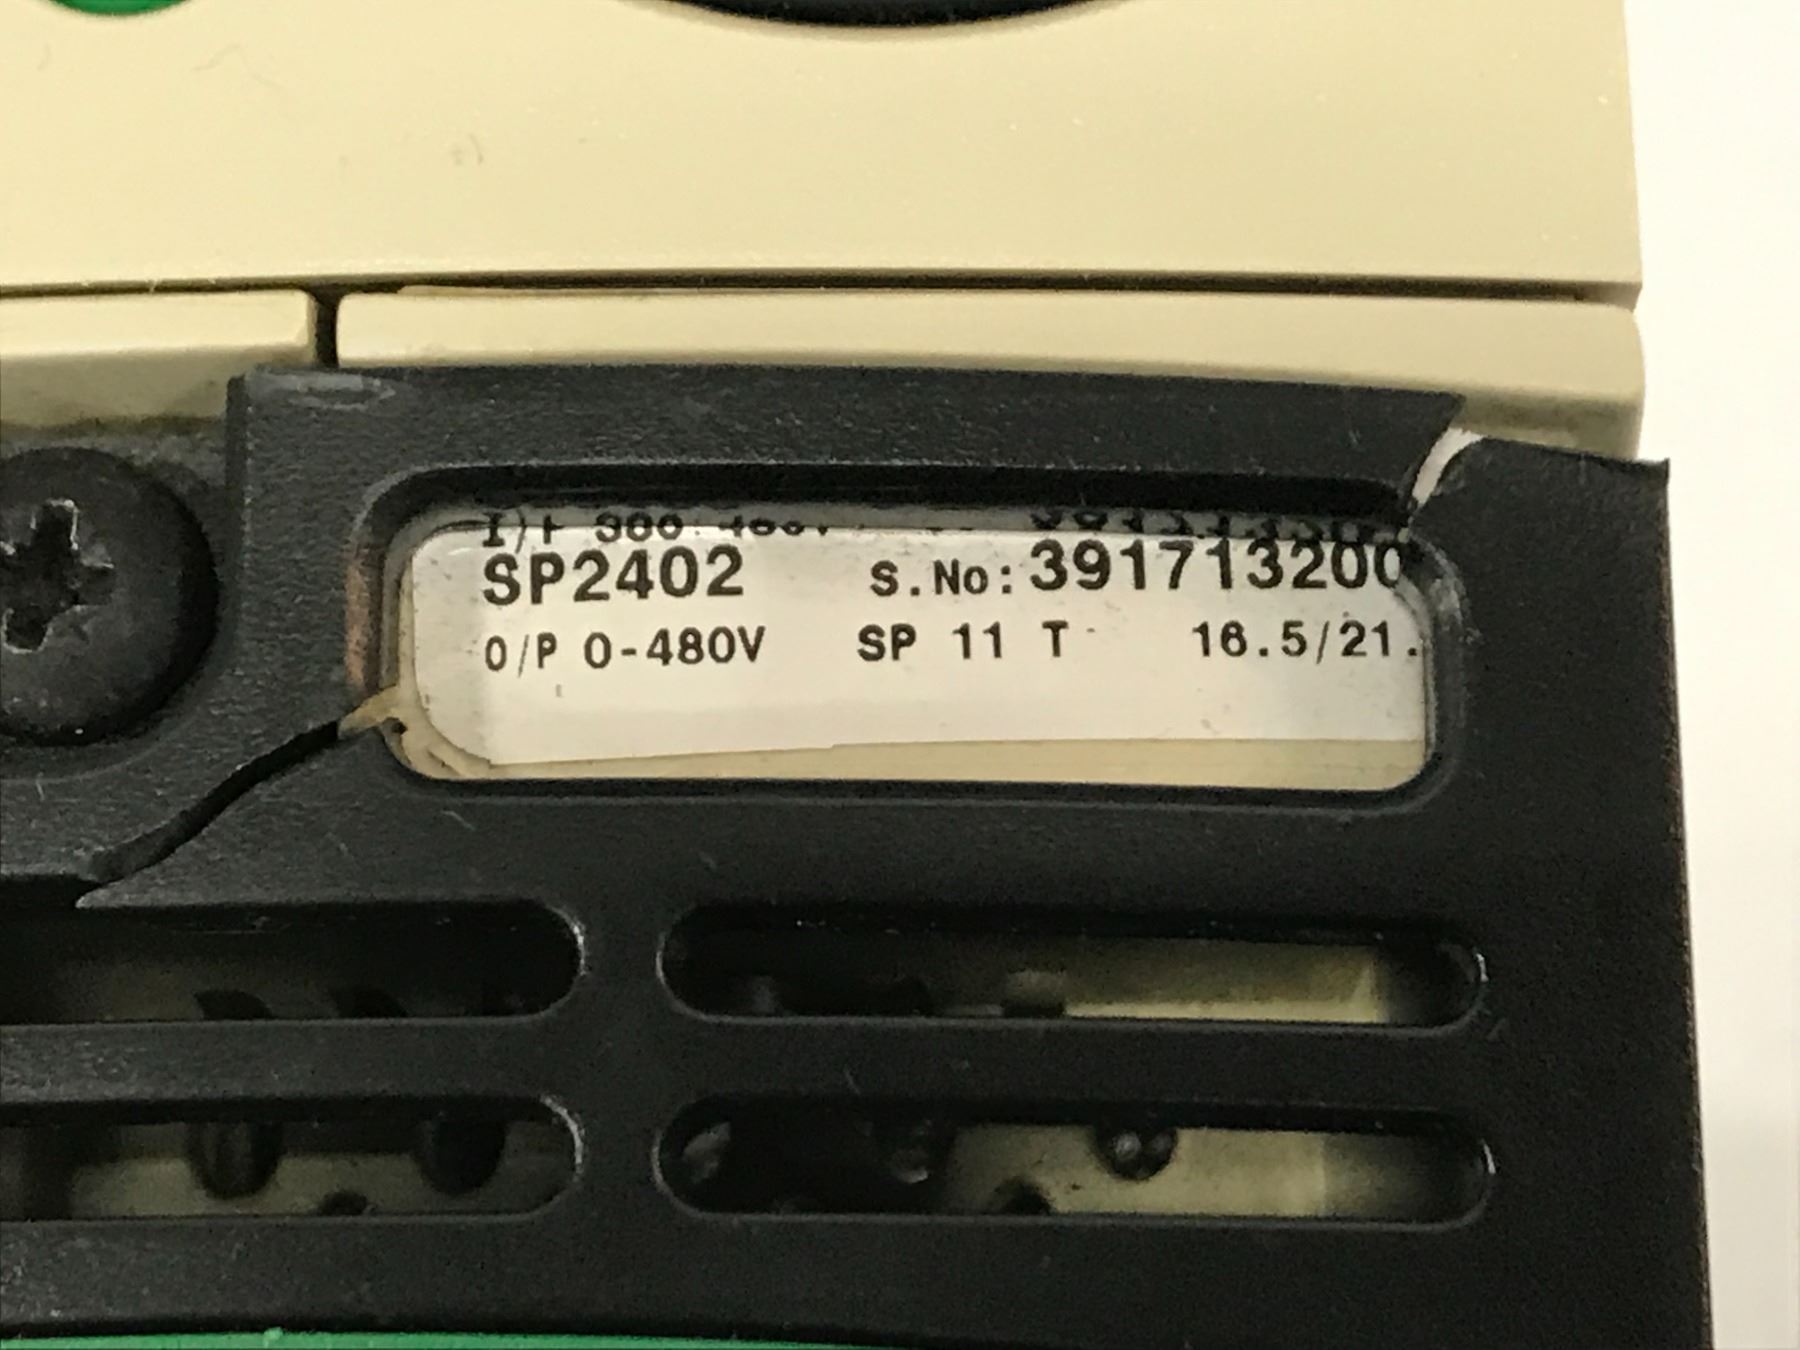 SP2402 S.No: 391713200
O/P 0-480V SP 11 T 16.5/21.